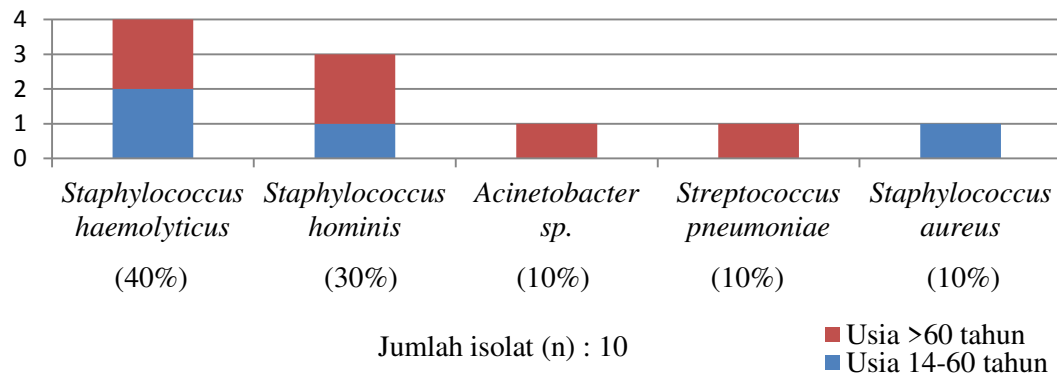 4
3
2
1
0
Staphylococcus haemolyticus
Staphylococcus hominis
Acinetobacter sp.
Streptococcus pneumoniae
Staphylococcus aureus
(40%)
(30%)
(10%)
(10%)
(10%)
Jumlah isolat (n) : 10
Usia >60 tahun
Usia 14-60 tahun